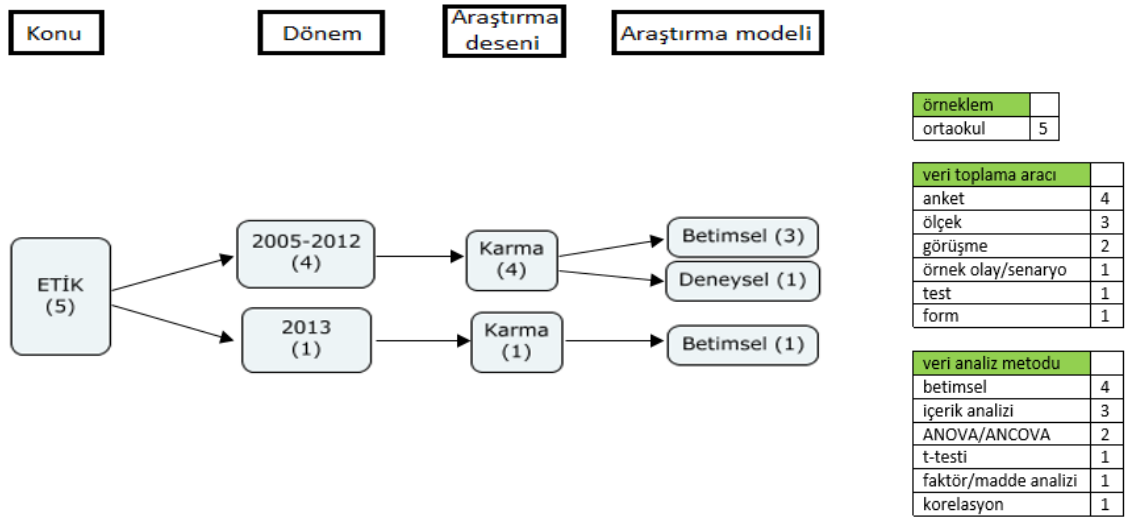 Konu
Dönem
Araştırma
deseni
Araştırma modeli
ETİK
(5)
2005-2012
(4)
Karma
(4)
Betimsel (3)
Deneysel (1)
2013
(1)
Karma
(1)
Betimsel (1)
örneklem
ortaokul 5
veri toplama aracı
anket 4
ölçek 3
görüşme 2
örnek olay/senaryo 1
test 1
form 1
veri analiz metodu
betimsel 4
içerik analizi 3
ANOVA/ANCOVA 2
t-testi 1
faktör/madde analizi 1
korelasyon 1